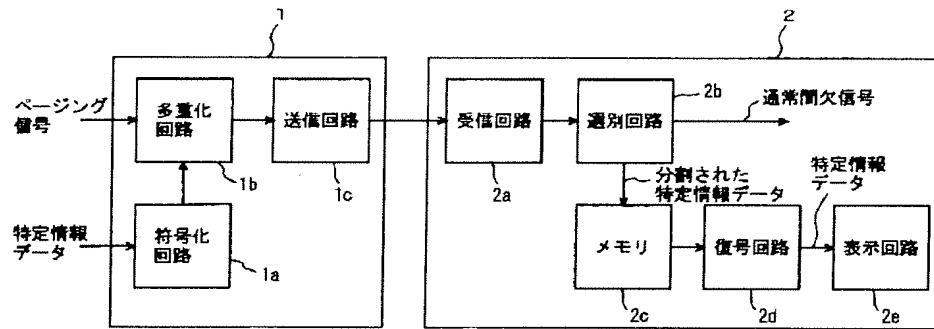 1
2
ページング
信号
多重化
回路
1b
送信回路
1c
特定情報
データ
符号化
回路
1a
受信回路
2a
選別回路
2b
通常間欠信号
分割された
特定情報データ
メモリ
2c
復号回路
2d
特定情報
データ
表示回路
2e